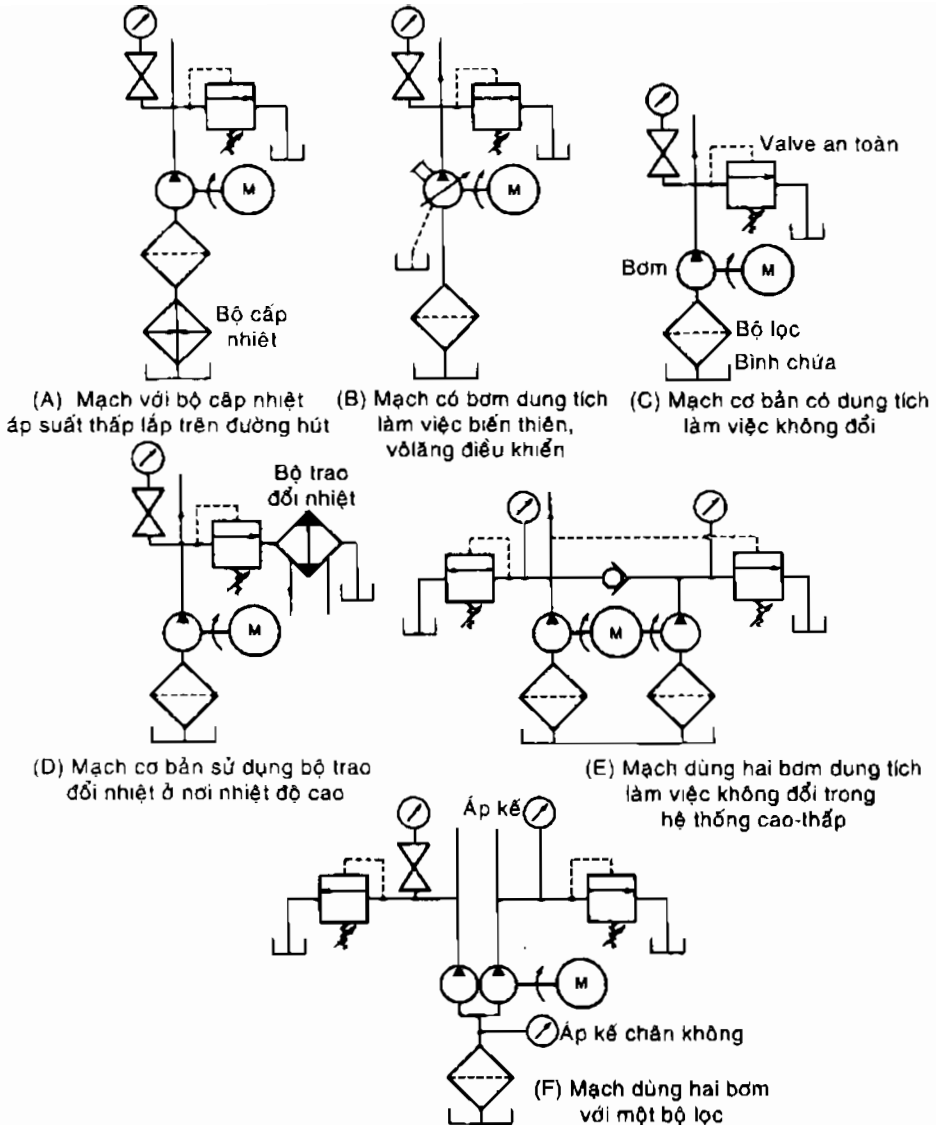 M
M
Valve an toàn
Bơm
M
Bộ cấp
nhiệt
Bộ lọc
Bình chứa
(A) Mạch với bộ cấp nhiệt
áp suất thấp lắp trên đường hút
(B) Mạch có bơm dung tích
làm việc biến thiên,
vôlăng điều khiển
(C) Mạch cơ bản có dung tích
làm việc không đổi
Bộ trao
đổi nhiệt
M
M
(D) Mạch cơ bản sử dụng bộ trao
đổi nhiệt ở nơi nhiệt độ cao
(E) Mạch dùng hai bơm dung tích
làm việc không đổi trong
hệ thống cao-thấp
Áp kế
M
Áp kế chân không
(F) Mạch dùng hai bơm
với một bộ lọc